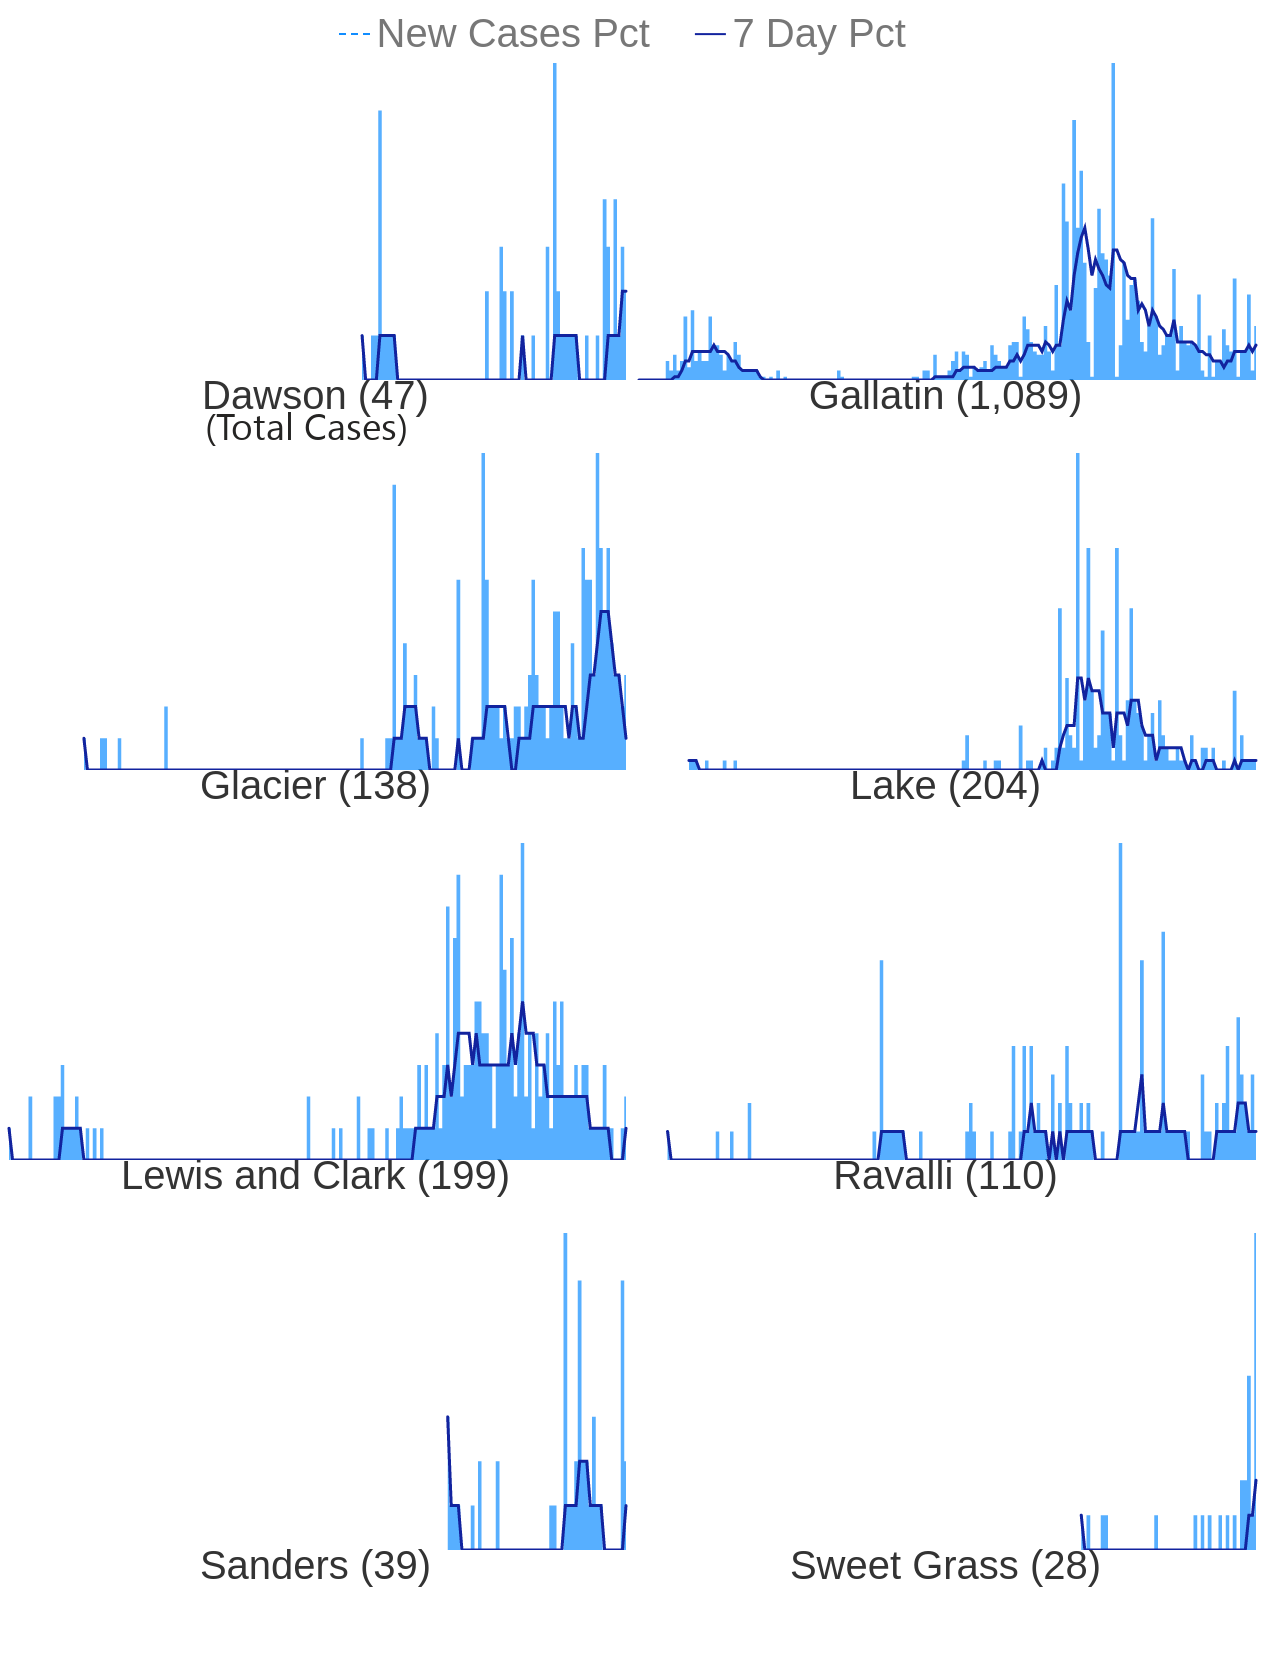 New Cases Pct 7 Day Pct
Dawson (47) Gallatin (1,089)
(Total Cases)
Glacier (138) Lake (204)
Lewis and Clark (199) Ravalli (110)
Sanders (39) Sweet Grass (28)